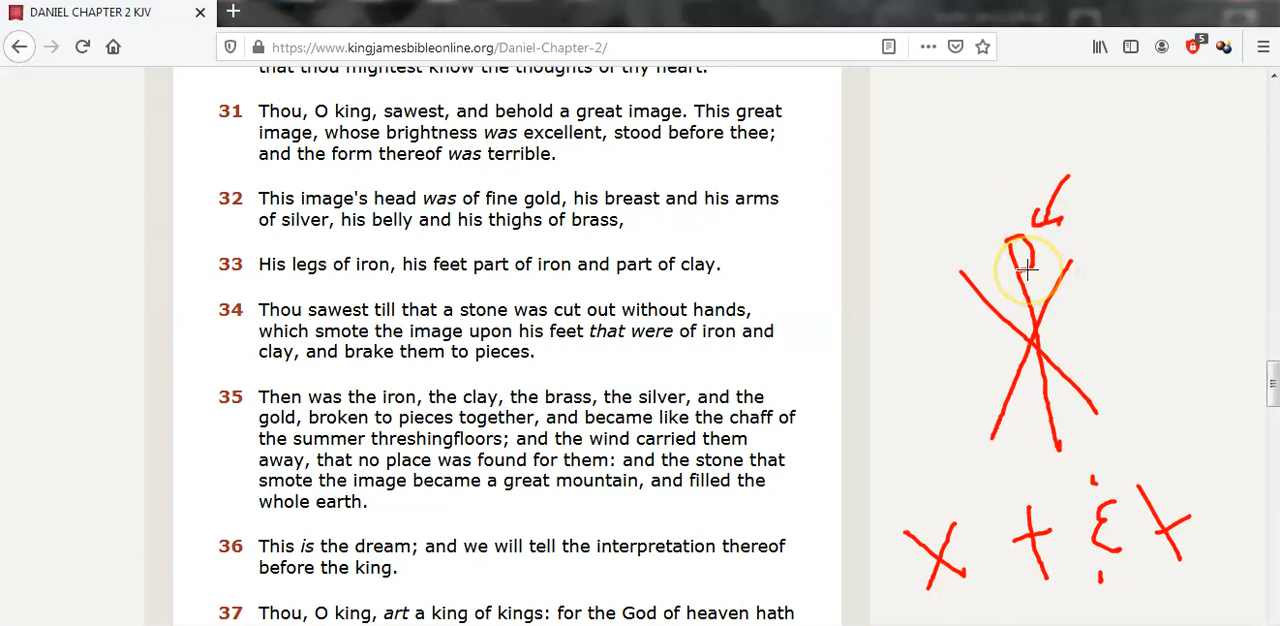 DANIEL CHAPTER 2 KJV
https://www.kingjamesbibleonline.org/Daniel-Chapter-2/
5
that thou mightest know the thoughts of thy heart.
31 Thou, O king, sawest, and behold a great image. This great
image, whose brightness was excellent, stood before thee;
and the form thereof was terrible.
32 This image's head was of fine gold, his breast and his arms
of silver, his belly and his thighs of brass,
33 His legs of iron, his feet part of iron and part of clay.
34 Thou sawest till that a stone was cut out without hands,
which smote the image upon his feet that were of iron and
clay, and brake them to pieces.
35 Then was the iron, the clay, the brass, the silver, and the
gold, broken to pieces together, and became like the chaff of
the summer threshingfloors; and the wind carried them
away, that no place was found for them: and the stone that
smote the image became a great mountain, and filled the
whole earth.
36 This is the dream; and we will tell the interpretation thereof
before the king.
37 Thou, O king, art a king of kings: for the God of heaven hath